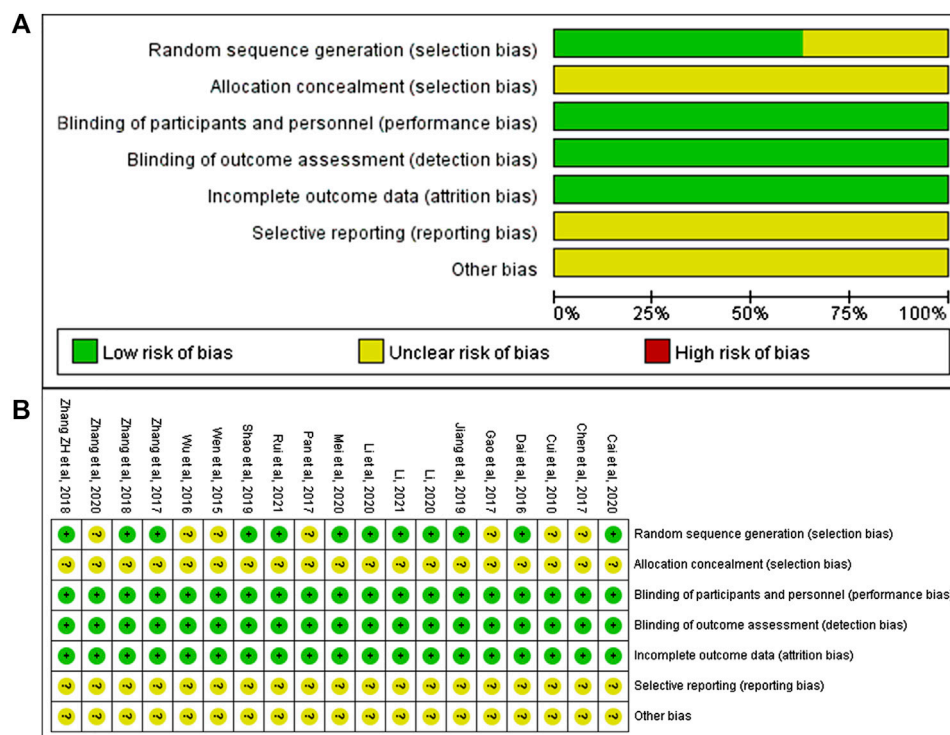 A
Random sequence generation (selection bias)
Allocation concealment (selection bias)
Blinding of participants and personnel (performance bias)
Blinding of outcome assessment (detection bias)
Incomplete outcome data (attrition bias)
Selective reporting (reporting bias)
Other bias
0% 25% 50% 75% 100%
Low risk of bias Unclear risk of bias High risk of bias
B
Zhang ZH et al, 2018
Zhang et al, 2020
Zhang et al, 2018
Zhang et al, 2017
Wu et al, 2016
Wen et al, 2015
Shao et al, 2019
Rui et al, 2021
Pan et al, 2017
Mei et al, 2020
Li et al, 2020
Li, 2021
Li, 2020
Jiang et al, 2019
Gao et al, 2017
Dai et al, 2016
Cui et al, 2010
Chen et al, 2017
Cai et al, 2020
+ ? + + ? ? + + ? + + + + + ? + ? ? + Random sequence generation (selection bias)
? ? ? ? ? ? ? ? ? ? ? ? ? ? ? ? ? ? ? Allocation concealment (selection bias)
+ + + + + + + + + + + + + + + + + + + Blinding of participants and personnel (performance bias
+ + + + + + + + + + + + + + + + + + + Blinding of outcome assessment (detection bias)
+ + + + + + + + + + + + + + + + + + + Incomplete outcome data (attrition bias)
? ? ? ? ? ? ? ? ? ? ? ? ? ? ? ? ? ? ? Selective reporting (reporting bias)
? ? ? ? ? ? ? ? ? ? ? ? ? ? ? ? ? ? ? Other bias